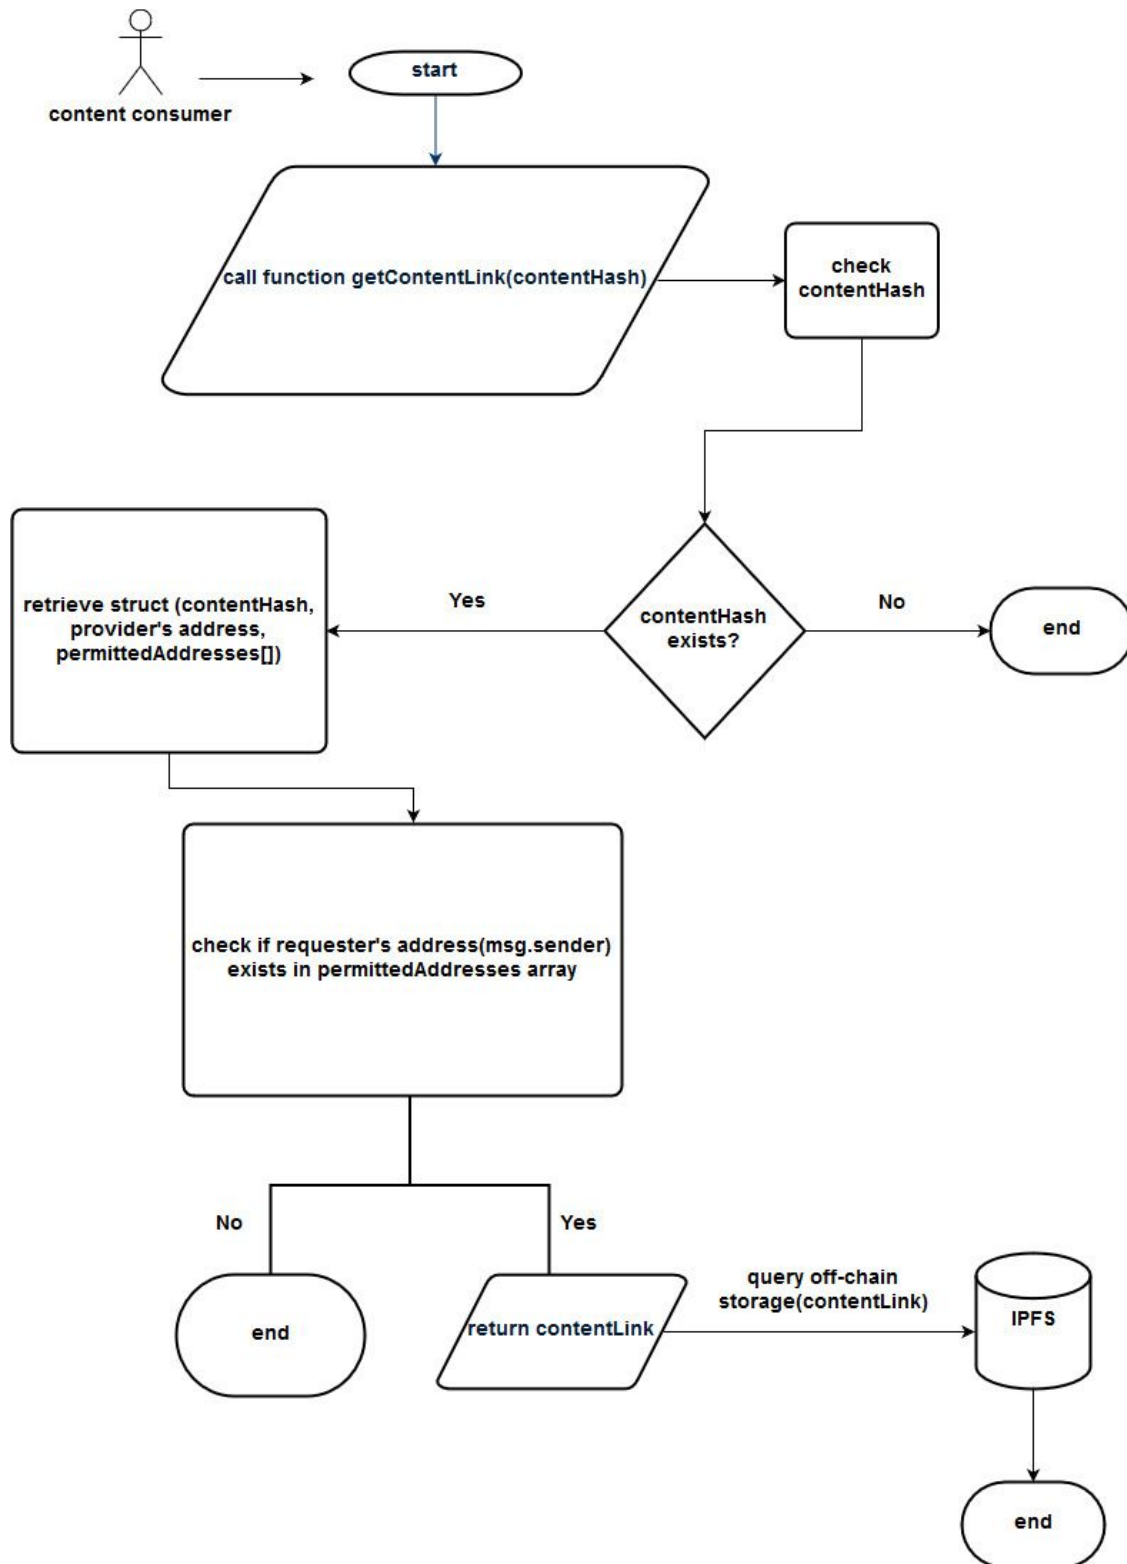 start
content consumer
call function getContentLink(contentHash)
check
contentHash
retrieve struct (contentHash,
provider's address,
permittedAddresses[])
Yes
contentHash
exists?
No
end
check if requester's address(msg.sender)
exists in permittedAddresses array
No
Yes
end
return contentLink
query off-chain
storage(contentLink)
IPFS
end